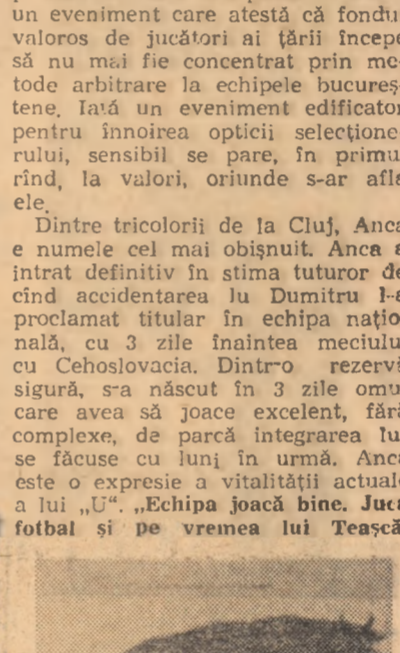 un eveniment care atestă că fondu
valoros de jucători ai țării începe
să nu mai fie concentrat prin me-
tode arbitrare la echipele bucureș-
tene. Iată un eveniment edificator
pentru înnoirea opticii selecțione-
rului, sensibil se pare, în primu
rînd, la valori, oriunde s-ar afla
ele.
Dintre tricolorii de la Cluj, Anca
e numele cel mai obișnuit. Anca a
intrat definitiv în stima tuturor de
cînd accidentarea lu Dumitru l-a
proclamat titular în echipa națio-
nală, cu 3 zile înaintea meciulu
cu Cehoslovacia. Dintr-o rezervă
sigură, s-a născut în 3 zile omu
care avea să joace excelent, fără
complexe, de parcă integrarea lu
se făcuse cu luni în urmă. Anca
este o expresie a vitalității actual
a lui „U“. „Echipa joacă bine. Juca
fotbal și pe vremea lui Teașcă